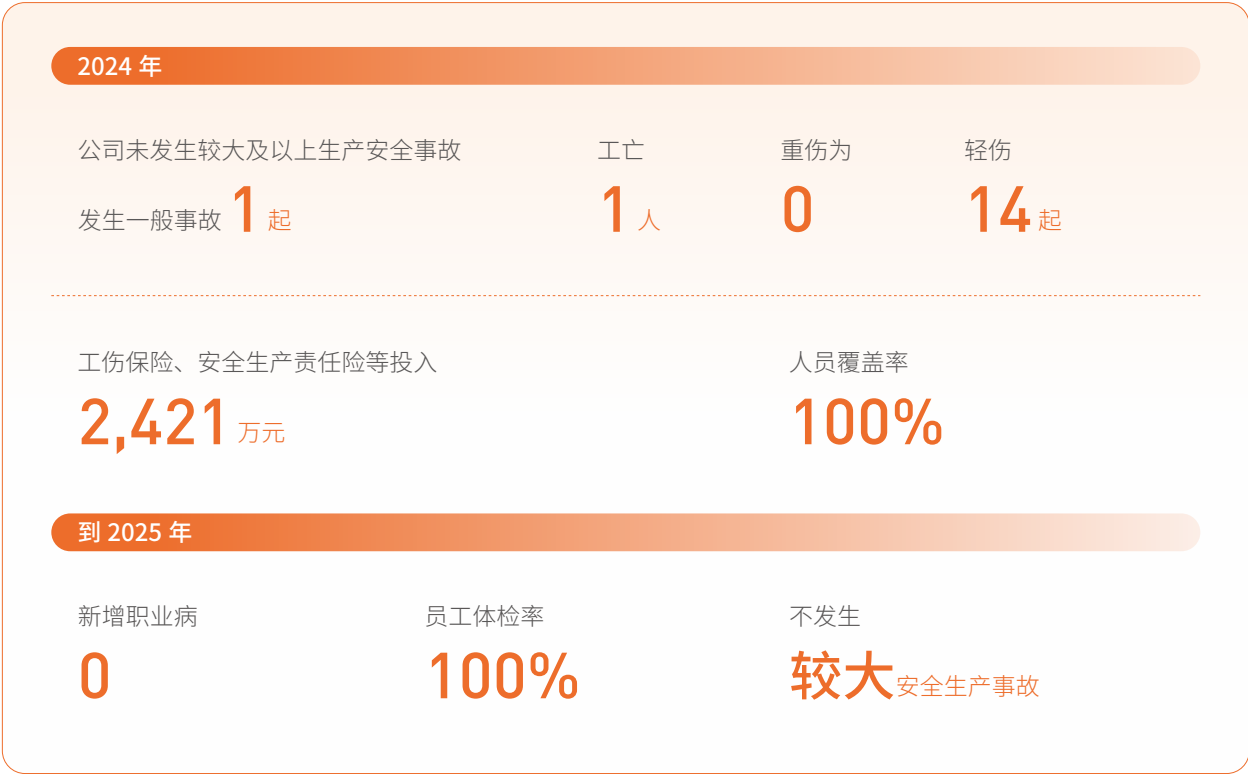 2024 年
公司未发生较大及以上生产安全事故
发生一般事故 1 起
工亡
1 人
重伤为
0
轻伤
14 起
工伤保险、安全生产责任险等投入
2,421 万元
人员覆盖率
100%
到 2025 年
新增职业病
0
员工体检率
100%
不发生
较大安全生产事故